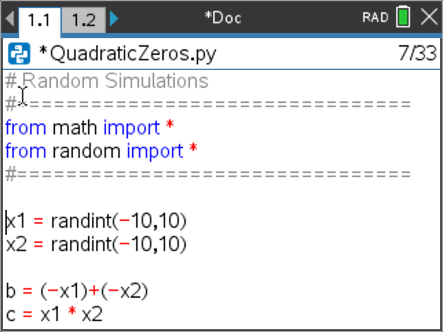 1.1 1.2 *Doc RAD
*QuadraticZeros.py 7/33
# Random Simulations
#================================
from math import *
from random import *
#================================
x1 = randint(−10,10)
x2 = randint(−10,10)
b = (−x1)+(−x2)
c = x1 * x2